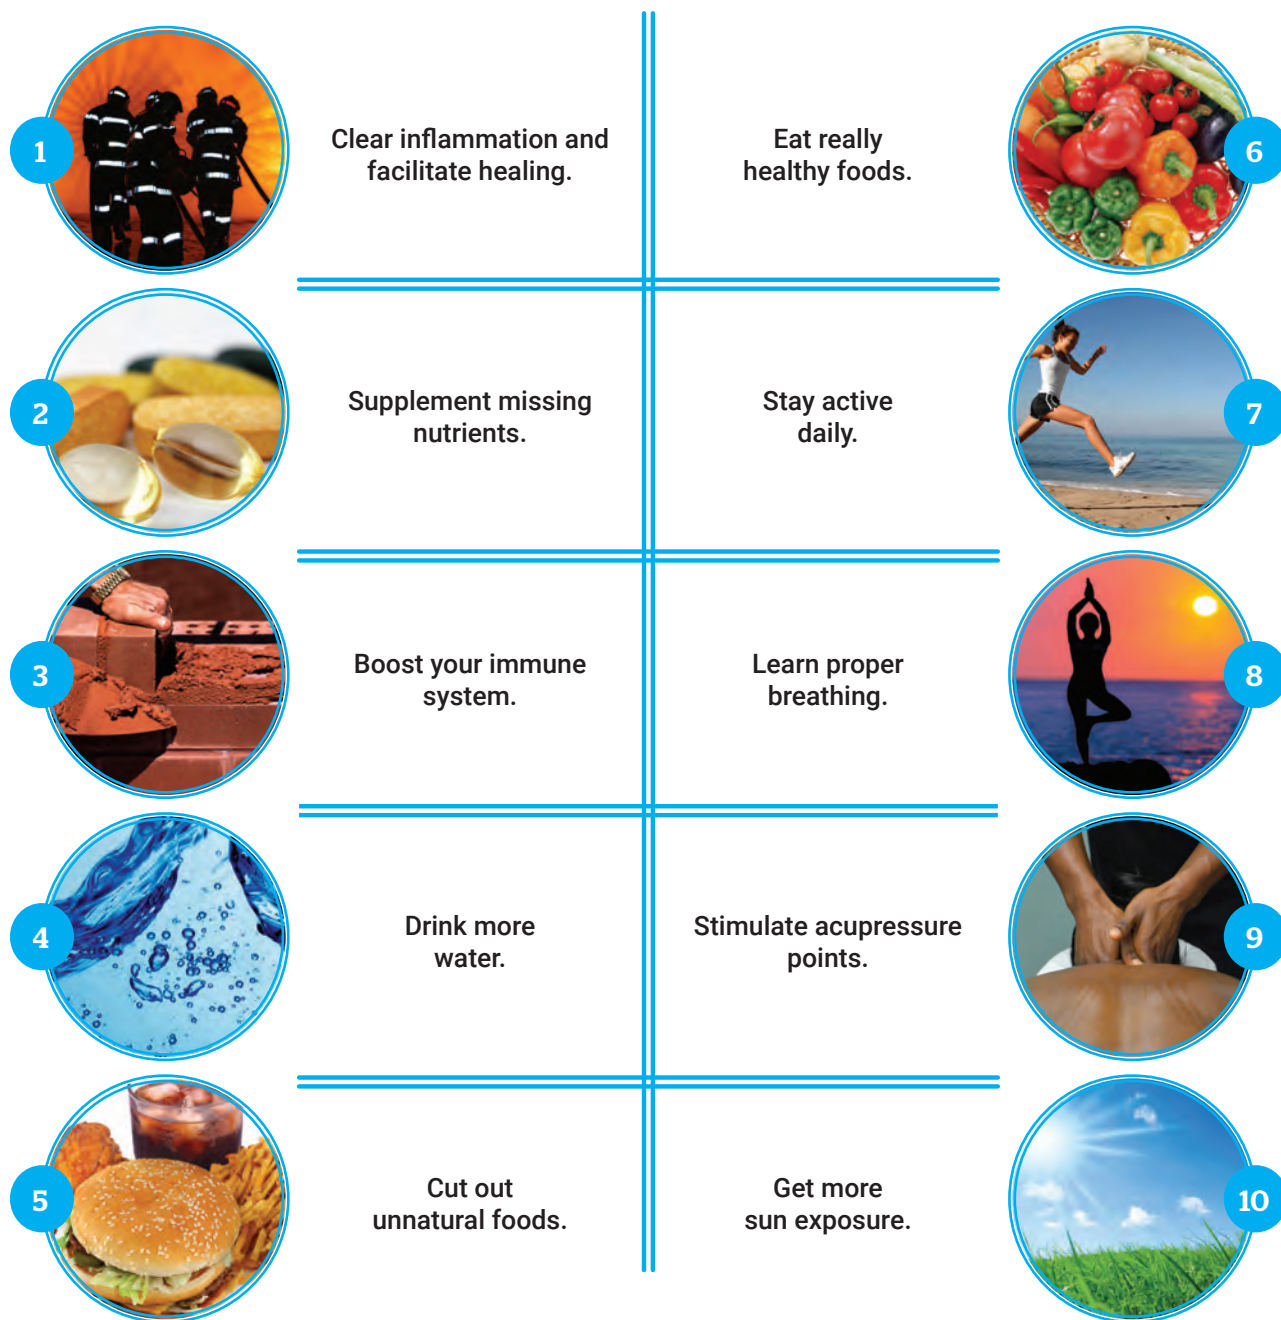 1
Clear inflammation and
facilitate healing.
2
Supplement missing
nutrients.
3
Boost your immune
system.
4
Drink more
water.
5
Cut out
unnatural foods.
Eat really
healthy foods.
6
Stay active
daily.
7
Learn proper
breathing.
8
Stimulate acupressure
points.
9
Get more
sun exposure.
10